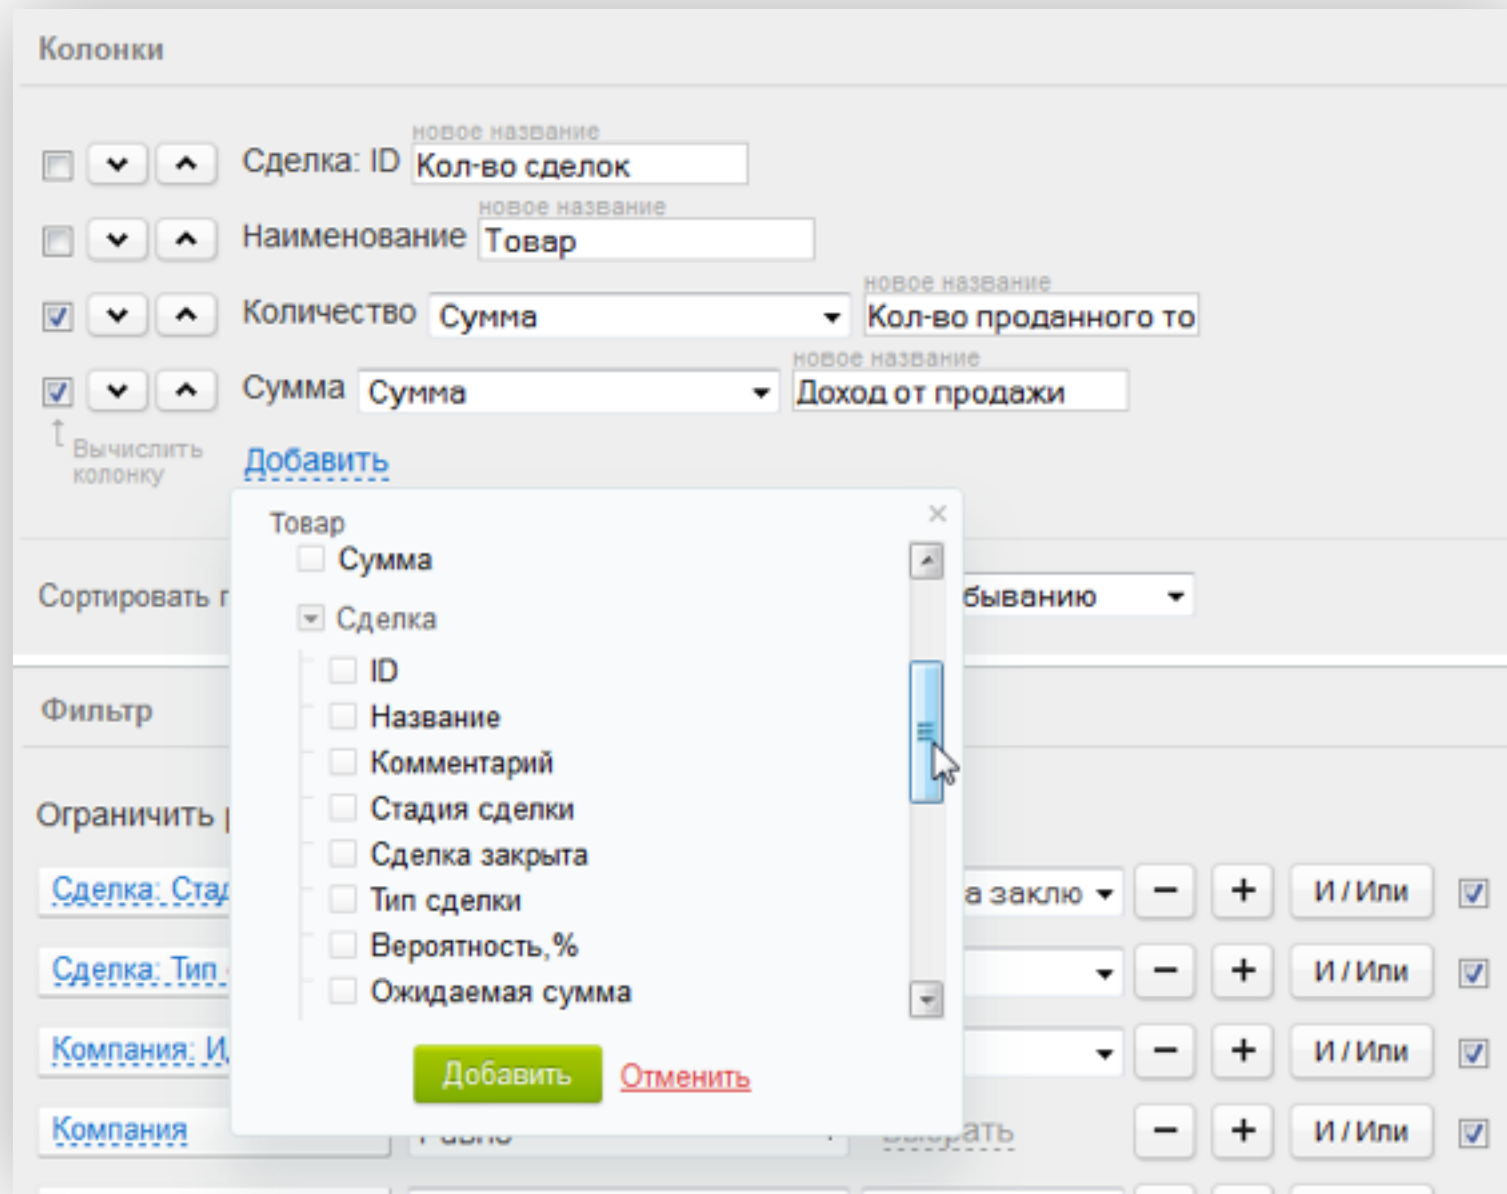 Колонки
новое название
Сделка: ID Кол-во сделок
новое название
Наименование Товар
новое название
Количество Сумма Кол-во проданного то
новое название
Сумма Сумма Доход от продажи
Вычислить
колонку
Добавить
Товар
Сумма
Сортировать быванию
Сделка
ID
Фильтр
Название
Комментарий
Ограничить
Стадия сделки
Сделка закрыта
Сделка: Стад а заклю И / Или
Тип сделки
Вероятность,%
Сделка: Тип И / Или
Ожидаемая сумма
Компания: И И / Или
Добавить Отменить
Компания И / Или